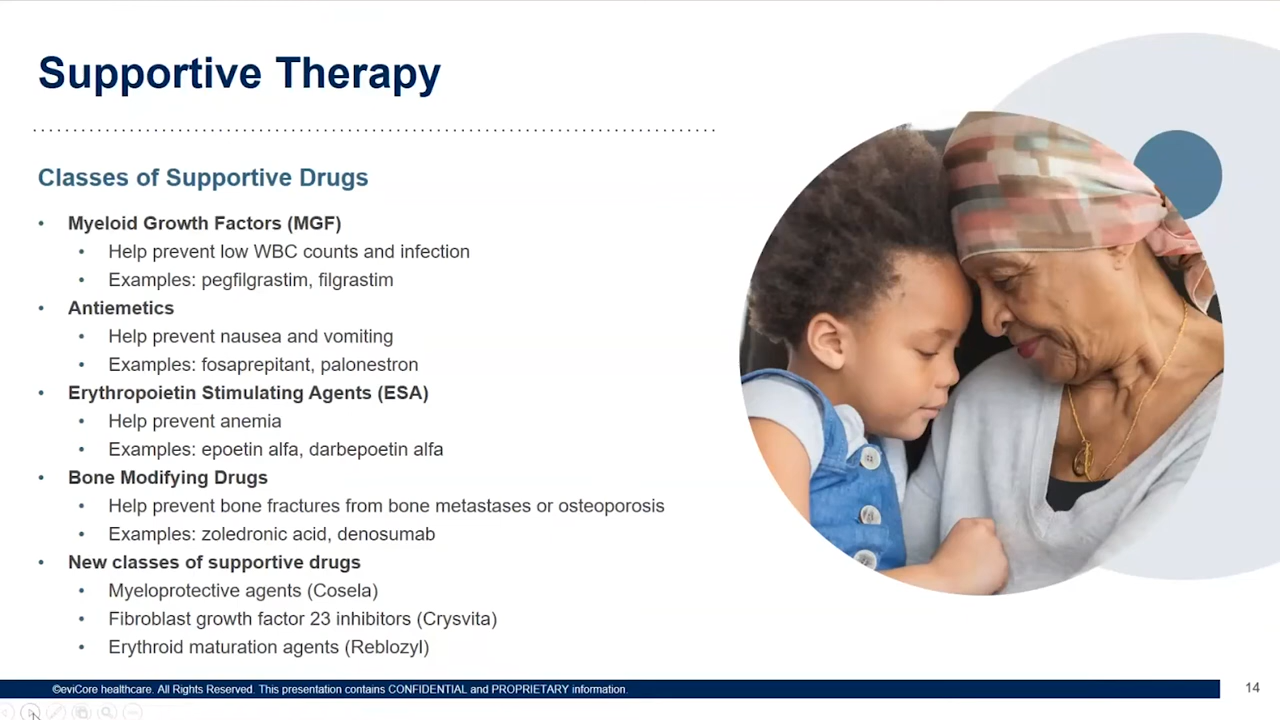 Supportive Therapy
Classes of Supportive Drugs
• Myeloid Growth Factors (MGF)
• Help prevent low WBC counts and infection
• Examples: pegfilgrastim, filgrastim
• Antiemetics
• Help prevent nausea and vomiting
• Examples: fosaprepitant, palonestron
• Erythropoietin Stimulating Agents (ESA)
• Help prevent anemia
• Examples: epoetin alfa, darbepoetin alfa
• Bone Modifying Drugs
• Help prevent bone fractures from bone metastases or osteoporosis
• Examples: zoledronic acid, denosumab
• New classes of supportive drugs
• Myeloprotective agents (Cosela)
• Fibroblast growth factor 23 inhibitors (Crysvita)
• Erythroid maturation agents (Reblozyl)
©eviCore healthcare. All Rights Reserved. This presentation contains CONFIDENTIAL and PROPRIETARY information.
14